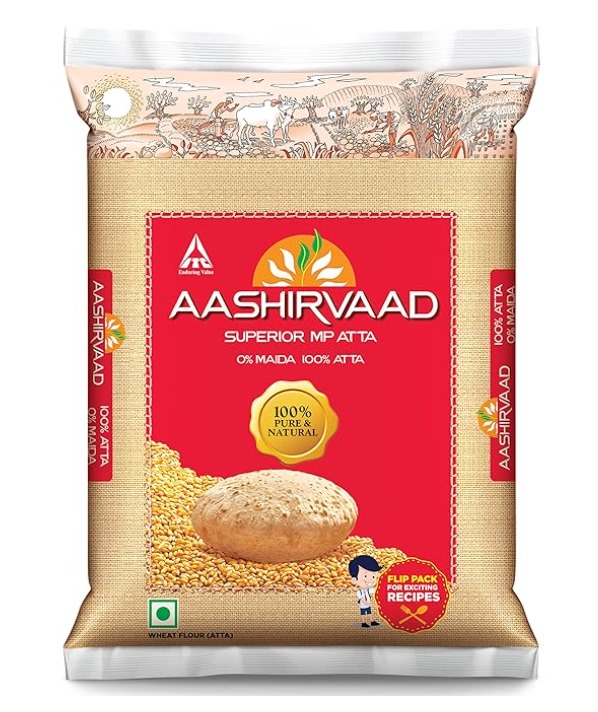 ITC
Enduring Value
AASHIRVAAD
SUPERIOR MP ATTA
0% MAIDA 100% ATTA
100%
PURE &
NATURAL
AASHIRVAAD
100% ATTA
0% MAIDA
AASHIRVAAD
100% ATTA
0% MAIDA
FLIP PACK
FOR EXCITING
RECIPES
WHEAT FLOUR (ATTA)